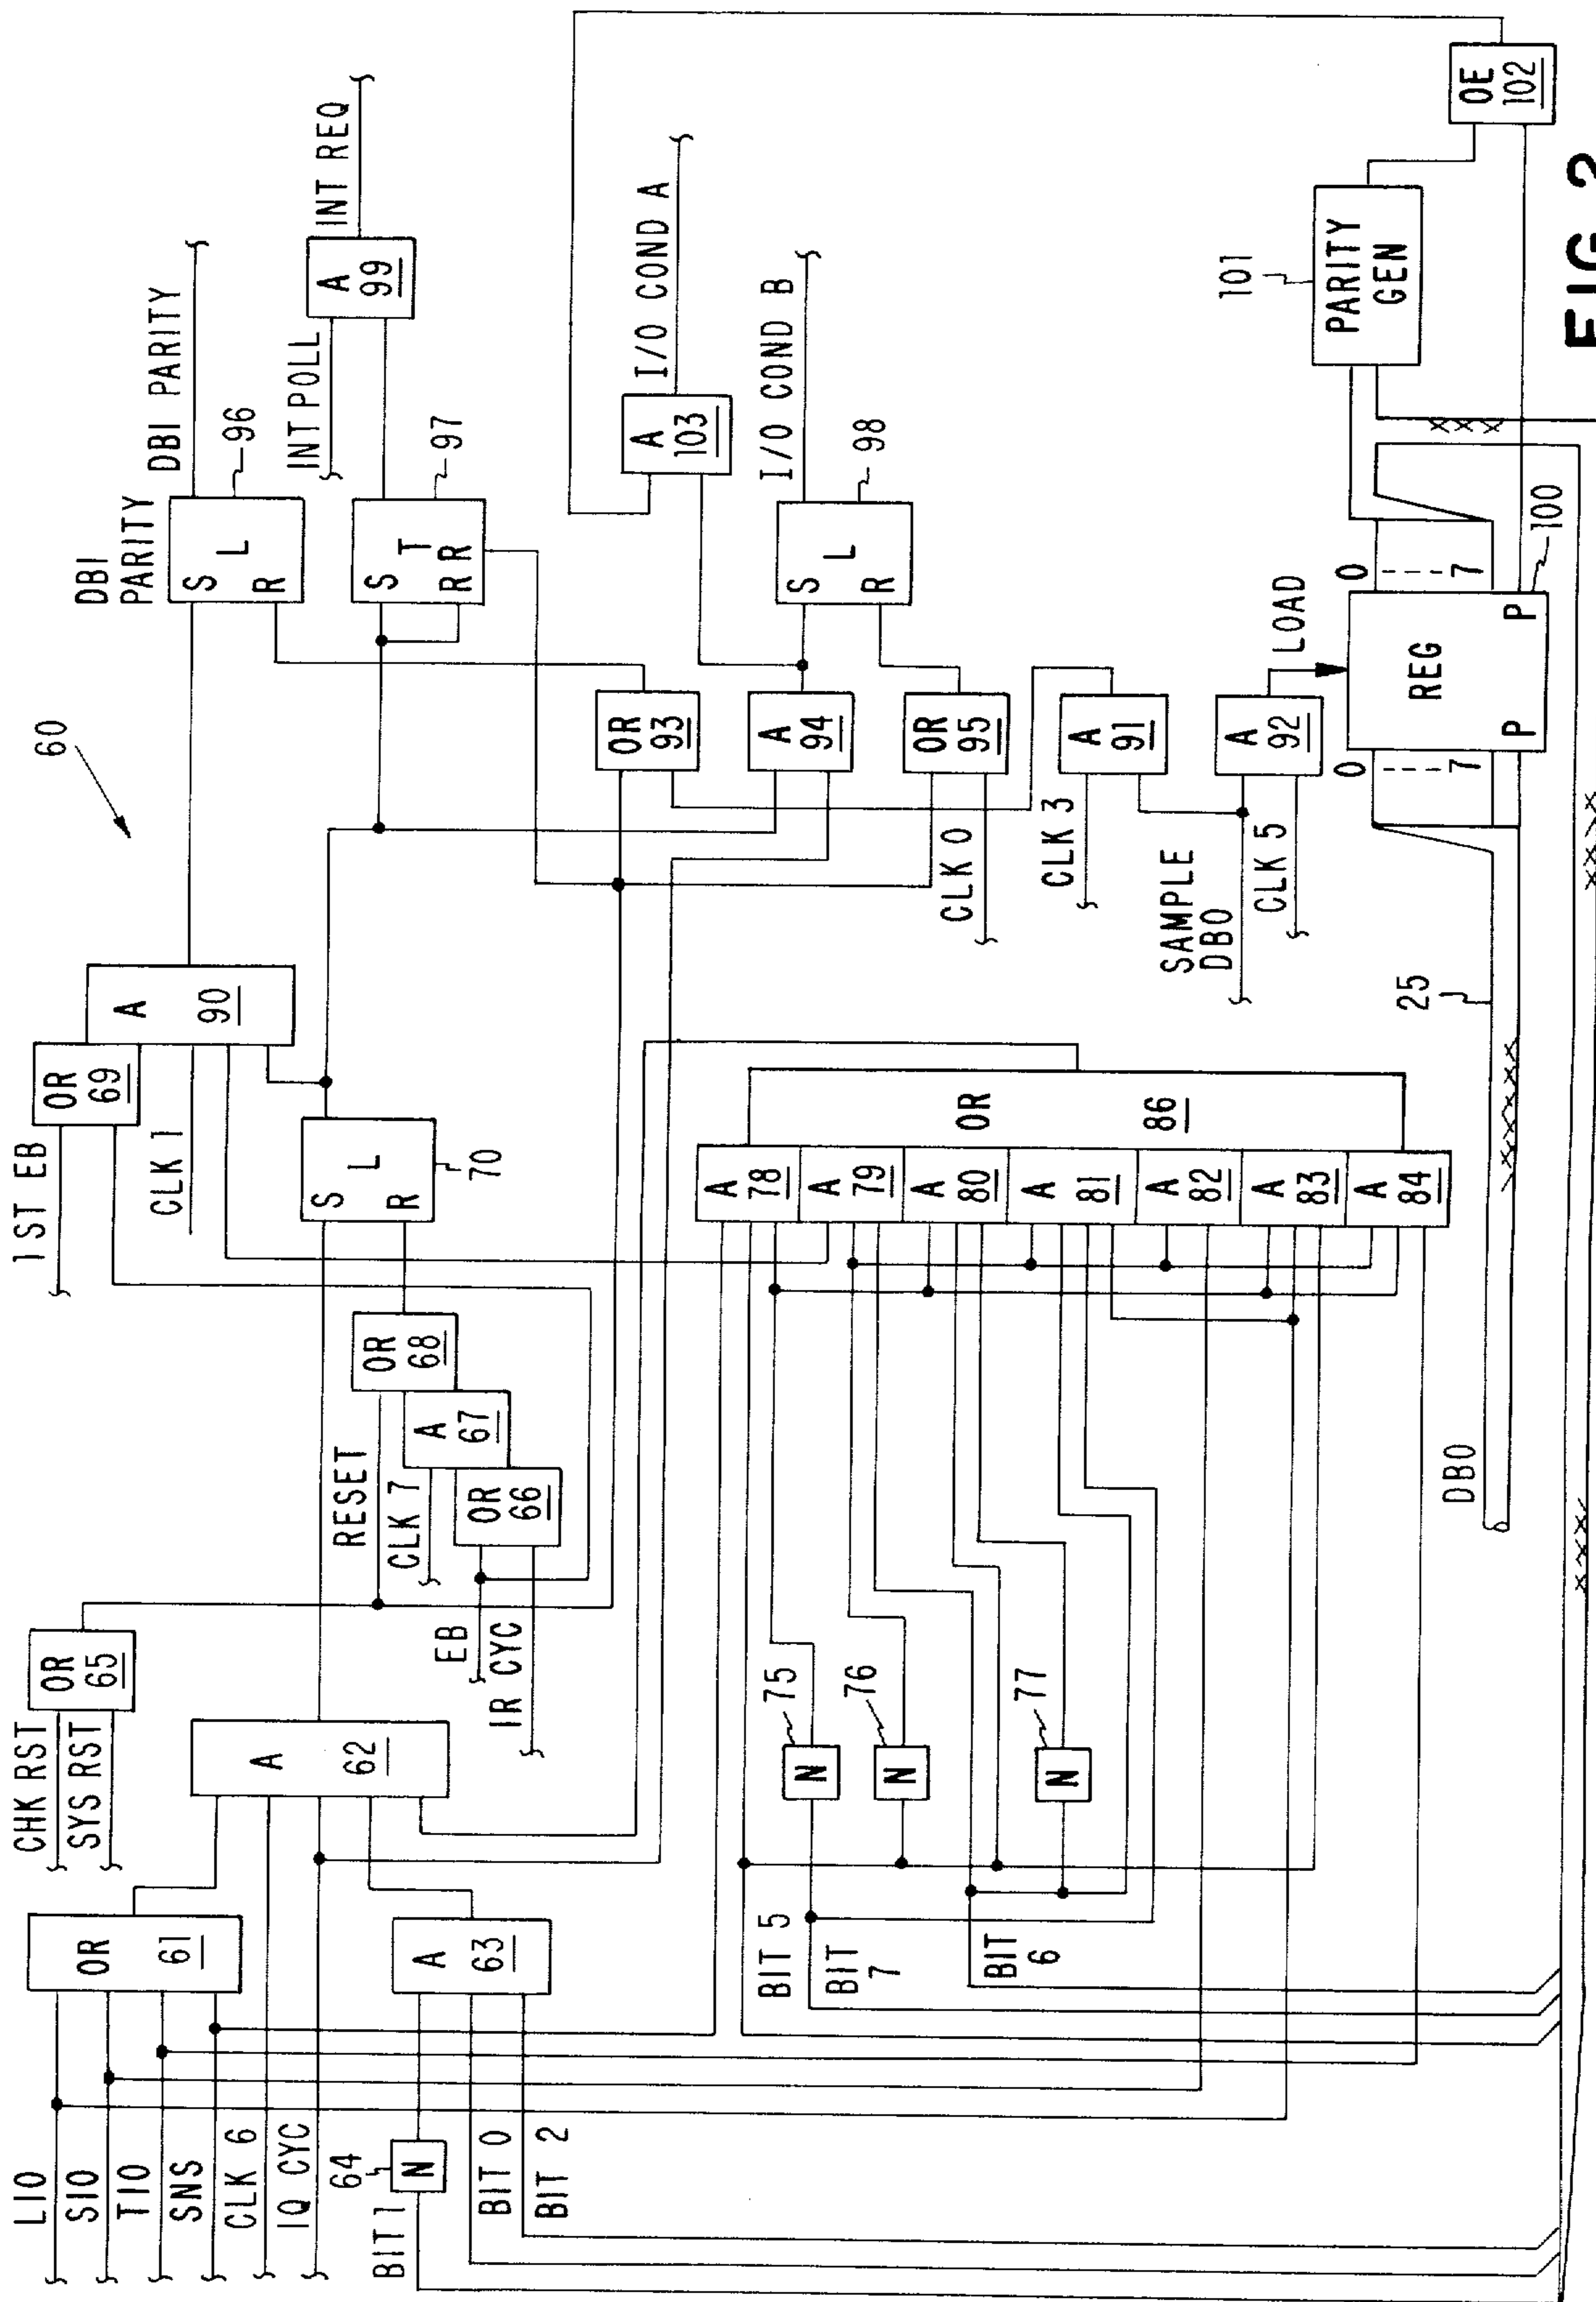 LIO
SIO
TIO
SNS
CLK 6
IQ CYC
64
N
BIT 1
BIT 0
BIT 2
OR
61
A
63
CHK RST
SYS RST
OR
65
A
62
RESET
CLK 7
EB
IR CYC
OR
66
A
67
OR
68
1ST EB
CLK 1
OR
69
A
90
S
L
R
70
60
BIT 5
BIT
7
BIT
6
N
75
N
76
N
77
A
78
A
79
A
80
A
81
A
82
A
83
A
84
OR
86
DBI
PARITY
S
L
R
96
DBI PARITY
INT POLL
S
T
R
R
97
A
99
INT REQ
OR
93
A
94
OR
95
CLK 0
CLK 3
A
91
SAMPLE
DBO
CLK 5
A
92
LOAD
A
103
I/O COND A
S
L
R
98
I/O COND B
DBO
25
0
7
P
REG
0
7
P
100
101
PARITY
GEN
OE
102